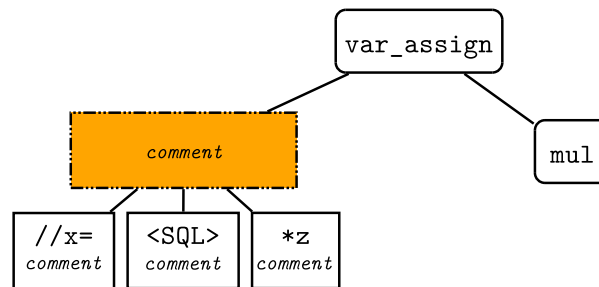 var_assign
comment
mul
//x=
comment
<SQL>
comment
*z
comment